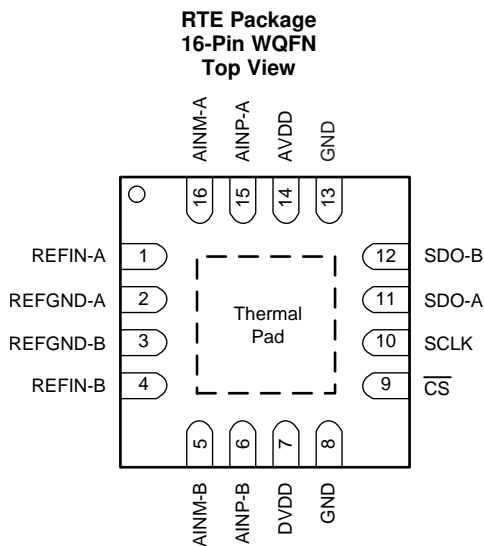 RTE Package
16-Pin WQFN
Top View
AINM-A
AINP-A
AVDD
GND
16
15
14
13
REFIN-A
1
12
SDO-B
REFGND-A
2
11
SDO-A
REFGND-B
3
10
SCLK
REFIN-B
4
9
C̅S̅
Thermal
Pad
5
6
7
8
AINM-B
AINP-B
DVDD
GND